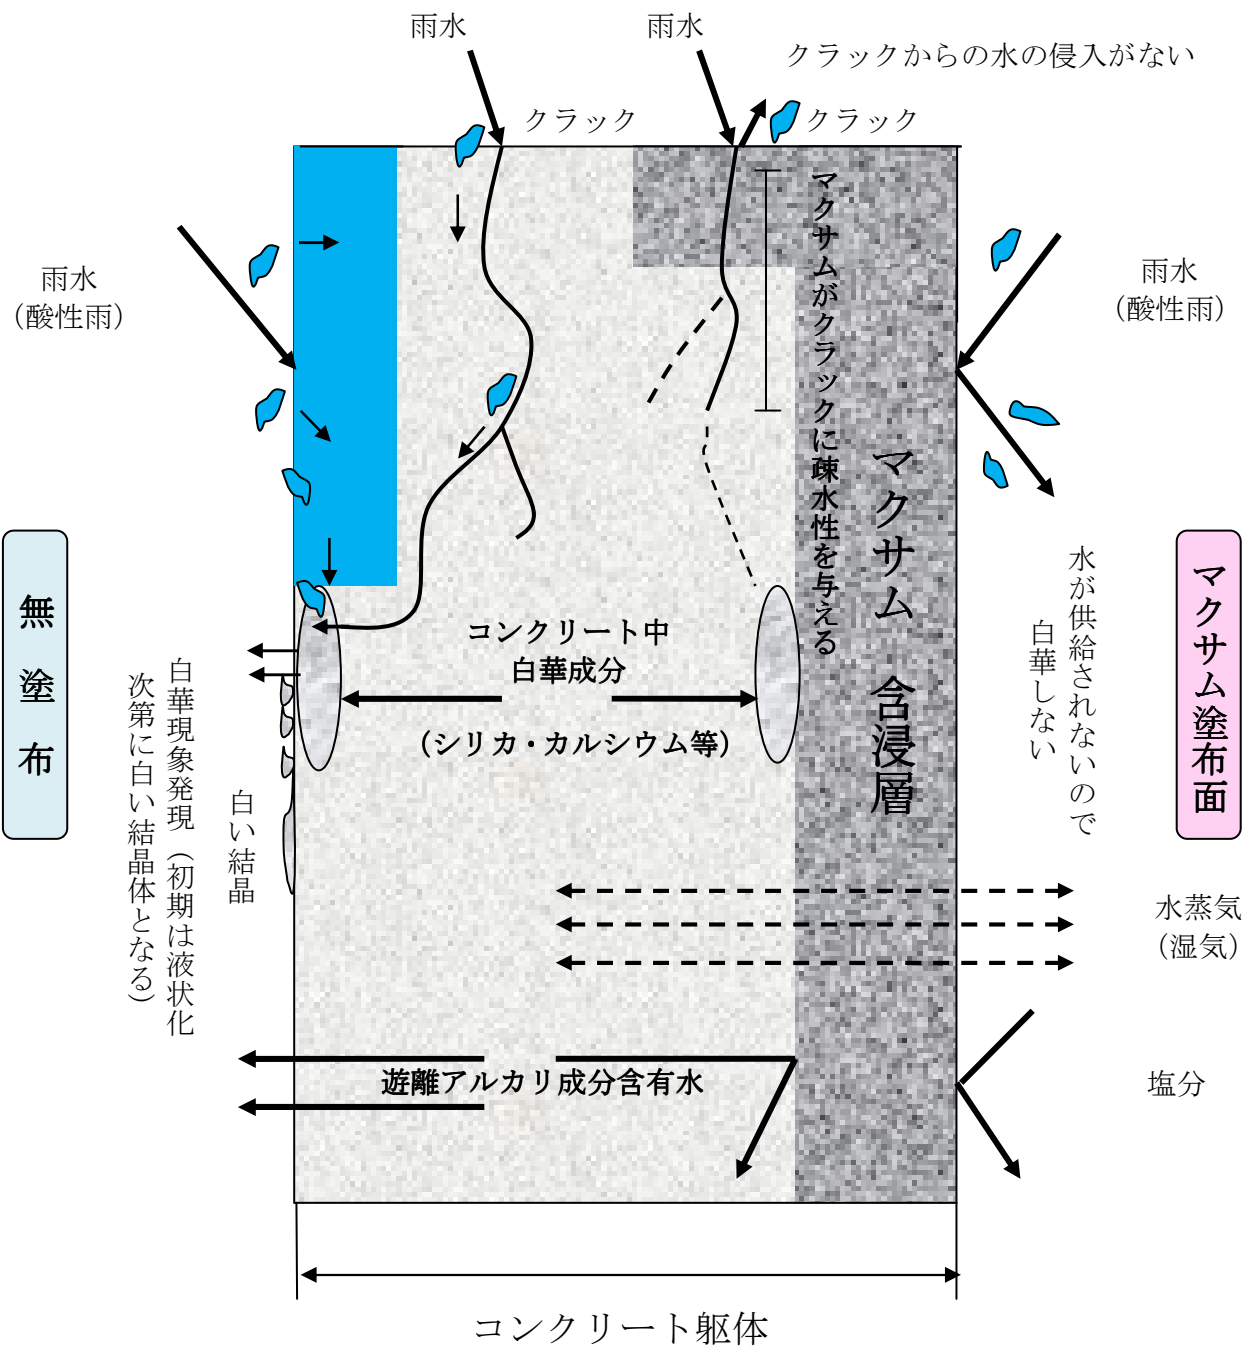 雨水
雨水
クラックからの水の侵入がない
クラック
クラック
雨水
（酸性雨）
雨水
（酸性雨）
マクサムがクラックに疎水性を与える
マクサム　含浸層
無塗布
マクサム塗布面
水が供給されないので
白華しない
コンクリート中
白華成分
（シリカ・カルシウム等）
白華現象発現（初期は液状化
次第に白い結晶体となる）
白い結晶
水蒸気
（湿気）
遊離アルカリ成分含有水
塩分
コンクリート躯体